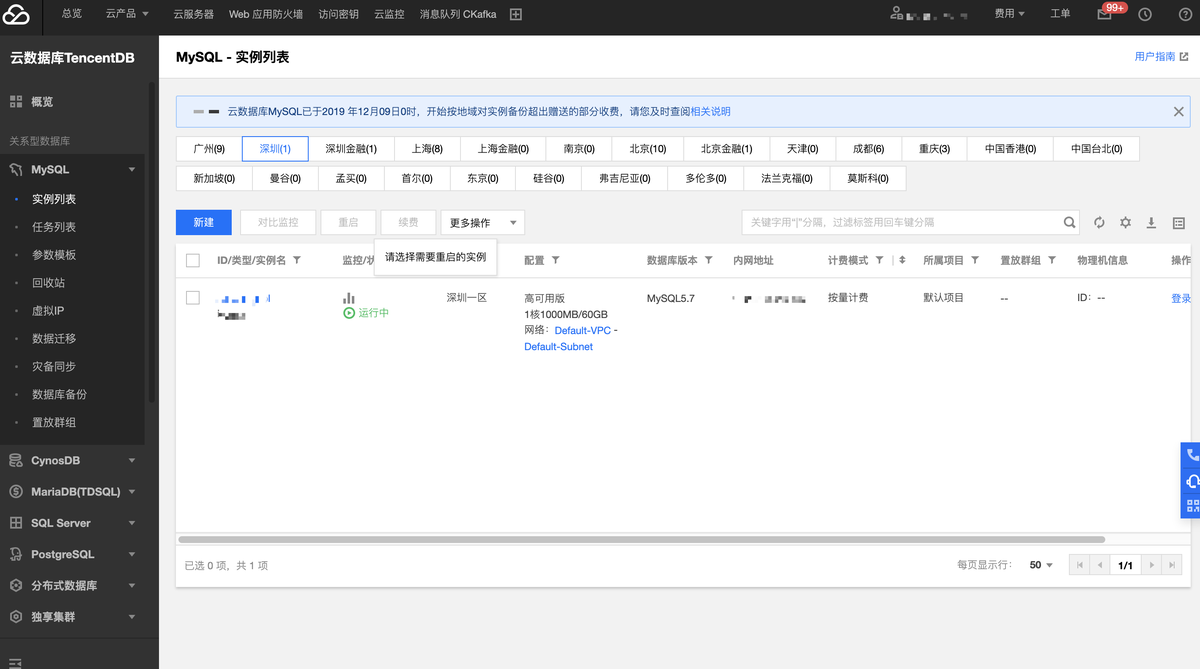 总览 云产品 云服务器 Web 应用防火墙 访问密钥 云监控 消息队列 CKafka 费用 工单 99+
云数据库TencentDB
概览
关系型数据库
MySQL
实例列表
任务列表
参数模板
回收站
虚拟IP
数据迁移
灾备同步
数据库备份
置放群组
CynosDB
MariaDB(TDSQL)
SQL Server
PostgreSQL
分布式数据库
独享集群
MySQL - 实例列表 用户指南
云数据库MySQL已于2019 年12月09日0时，开始按地域对实例备份超出赠送的部分收费，请您及时查阅相关说明
广州(9) 深圳(1) 深圳金融(1) 上海(8) 上海金融(0) 南京(0) 北京(10) 北京金融(1) 天津(0) 成都(6) 重庆(3) 中国香港(0) 中国台北(0)
新加坡(0) 曼谷(0) 孟买(0) 首尔(0) 东京(0) 硅谷(0) 弗吉尼亚(0) 多伦多(0) 法兰克福(0) 莫斯科(0)
新建 对比监控 重启 续费 更多操作 关键字用"|"分隔，过滤标签用回车键分隔
请选择需要重启的实例
ID/类型/实例名 监控/状 配置 数据库版本 内网地址 计费模式 所属项目 置放群组 物理机信息 操作
运行中 深圳一区 高可用版 MySQL5.7 按量计费 默认项目 -- ID：-- 登录
1核1000MB/60GB
网络：Default-VPC -
Default-Subnet
已选 0 项，共 1 项 每页显示行： 50 1/1